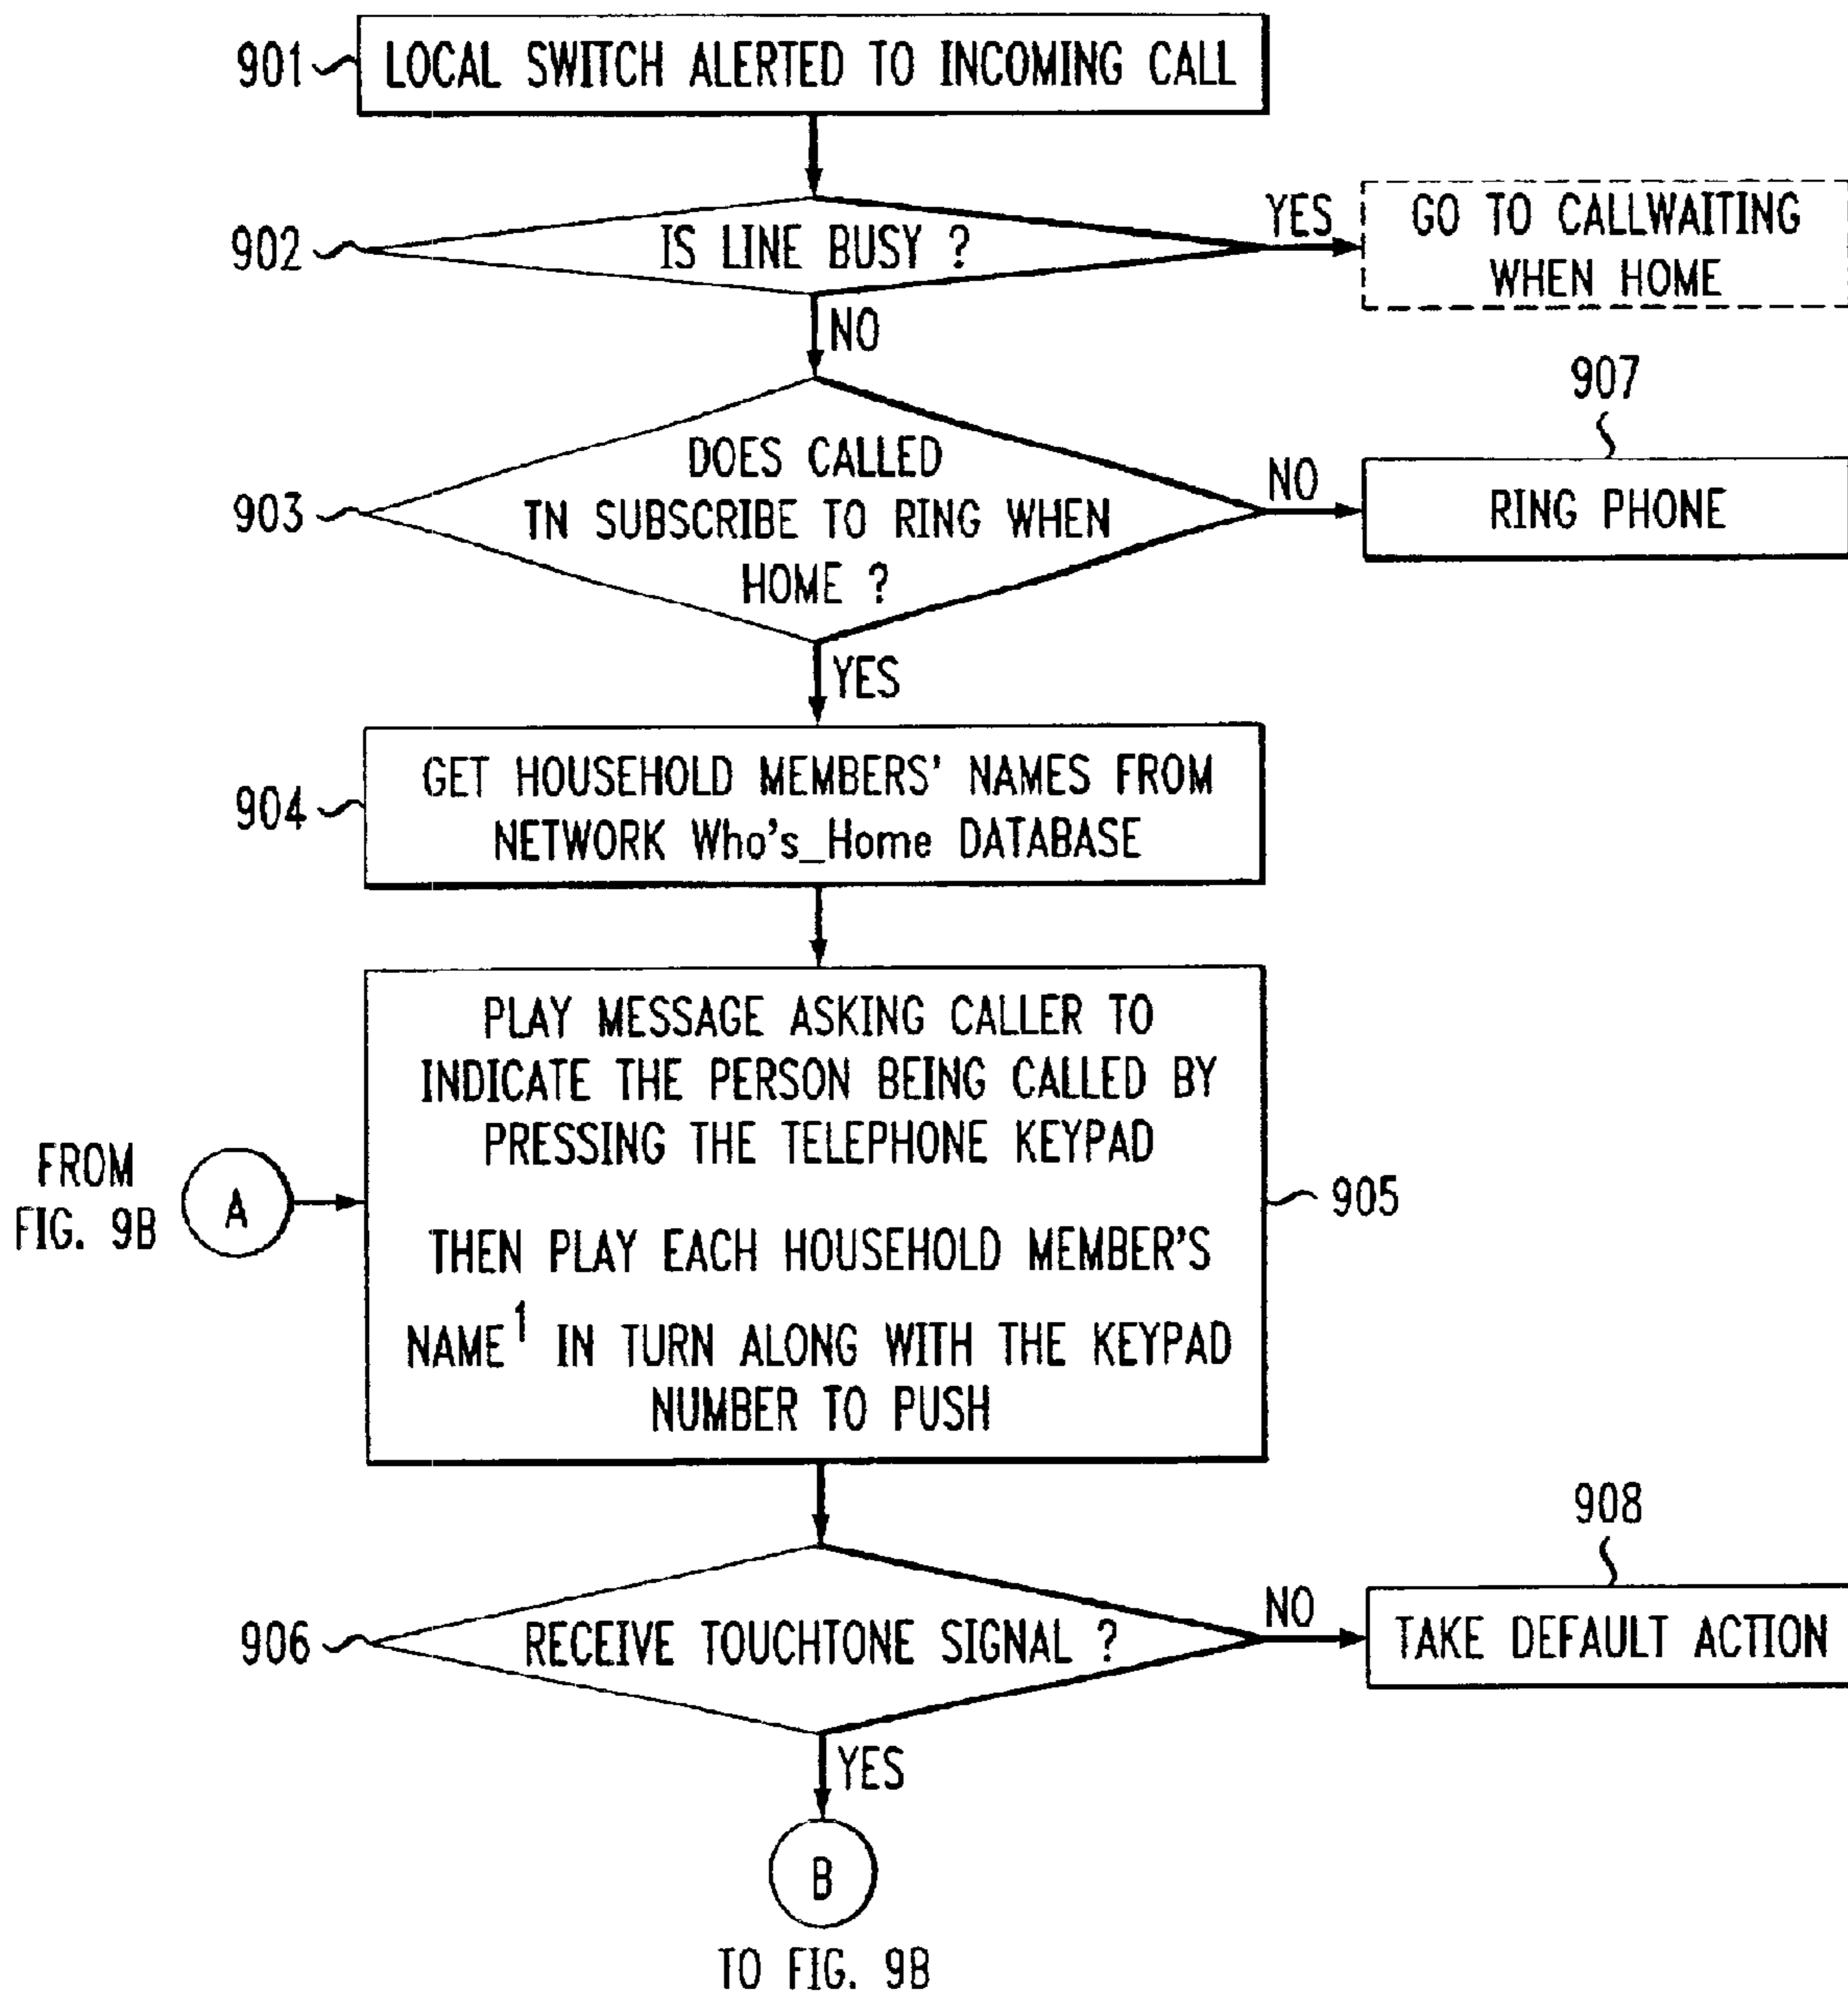 901
LOCAL SWITCH ALERTED TO INCOMING CALL
902
IS LINE BUSY ?
YES
GO TO CALLWAITING
WHEN HOME
NO
903
DOES CALLED
TN SUBSCRIBE TO RING WHEN
HOME ?
NO
907
RING PHONE
YES
904
GET HOUSEHOLD MEMBERS' NAMES FROM
NETWORK Who's_Home DATABASE
FROM
FIG. 9B
A
PLAY MESSAGE ASKING CALLER TO
INDICATE THE PERSON BEING CALLED BY
PRESSING THE TELEPHONE KEYPAD
THEN PLAY EACH HOUSEHOLD MEMBER'S
NAME¹ IN TURN ALONG WITH THE KEYPAD
NUMBER TO PUSH
905
906
RECEIVE TOUCHTONE SIGNAL ?
NO
908
TAKE DEFAULT ACTION
YES
B
TO FIG. 9B